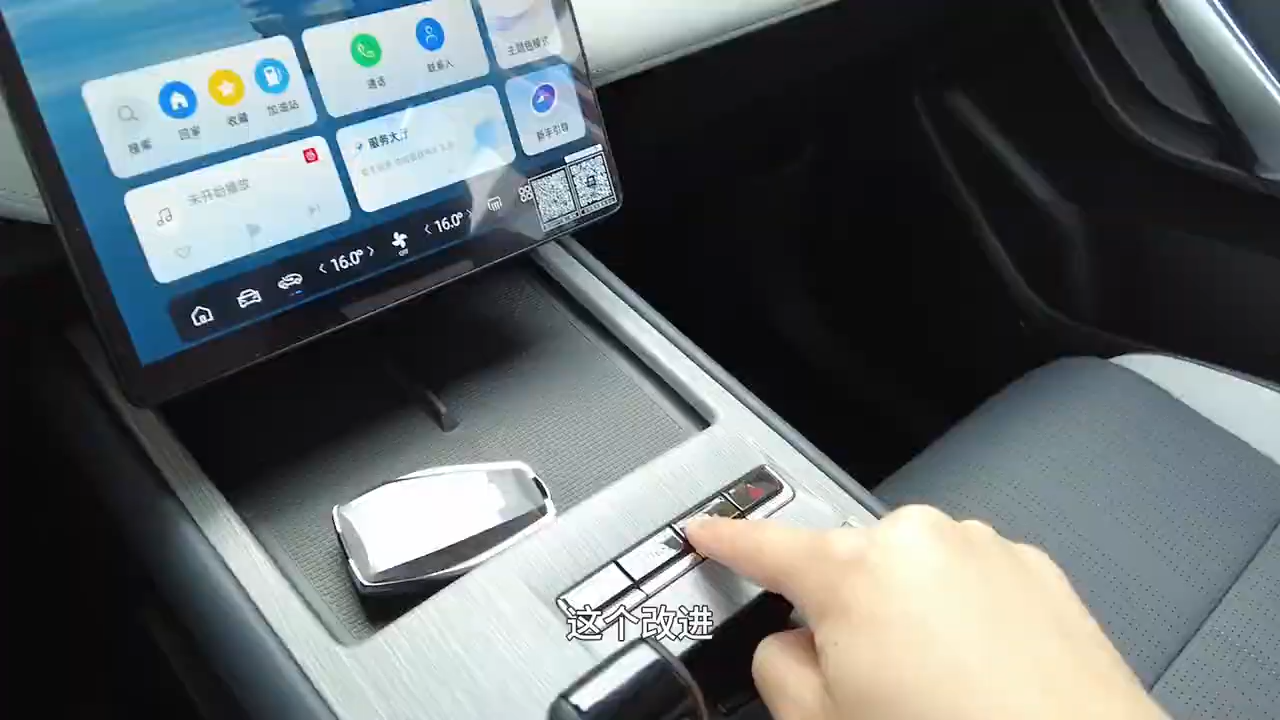 主题色模式
通话
联系人
搜索
回家
收藏
加油站
服务大厅
新手引导
未开始播放
16.0°
16.0°
这个改进